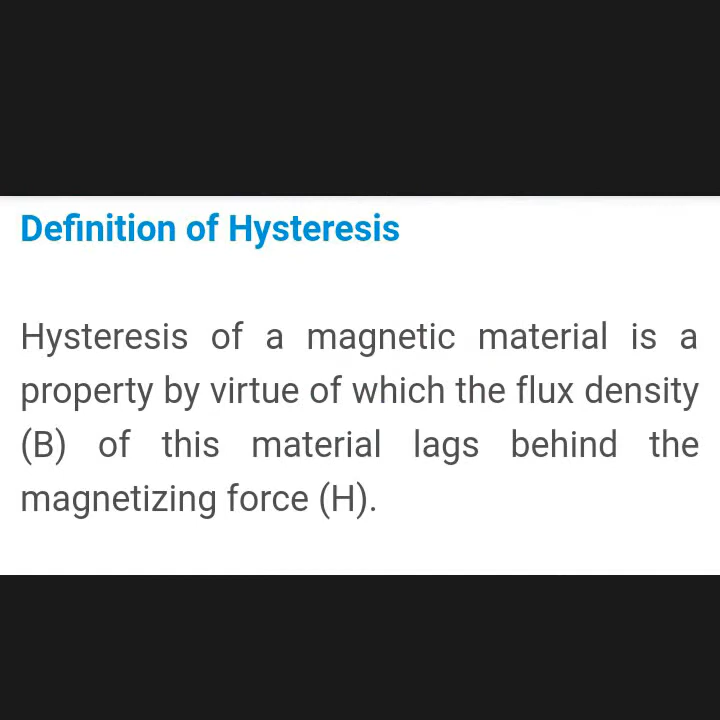 Definition of Hysteresis
Hysteresis of a magnetic material is a
property by virtue of which the flux density
(B) of this material lags behind the
magnetizing force (H).